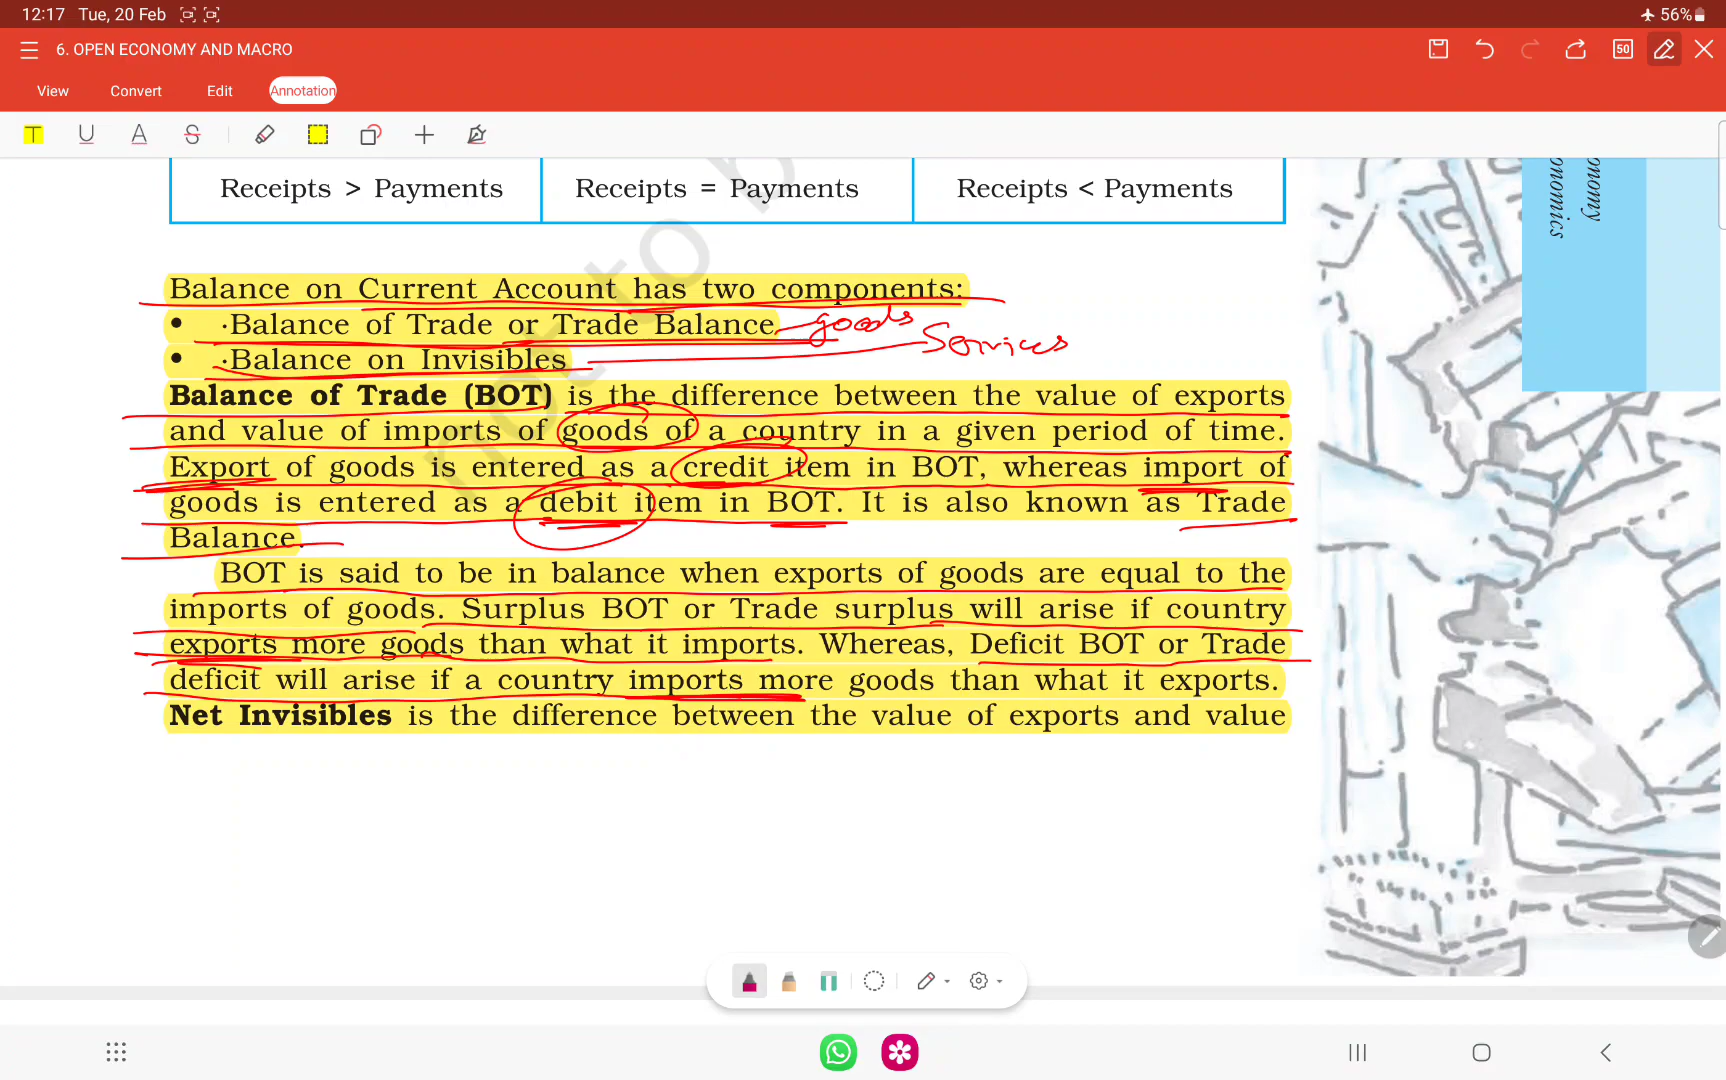 12:17 Tue, 20 Feb 56%
6. OPEN ECONOMY AND MACRO 50
View Convert Edit Annotation
T U A S
Receipts > Payments Receipts = Payments Receipts < Payments
onomy
onomics
not to b
Balance on Current Account has two components:
• ·Balance of Trade or Trade Balance goods
• ·Balance on Invisibles Services
Balance of Trade (BOT) is the difference between the value of exports
and value of imports of goods of a country in a given period of time.
Export of goods is entered as a credit item in BOT, whereas import of
goods is entered as a debit item in BOT. It is also known as Trade
Balance.
BOT is said to be in balance when exports of goods are equal to the
imports of goods. Surplus BOT or Trade surplus will arise if country
exports more goods than what it imports. Whereas, Deficit BOT or Trade
deficit will arise if a country imports more goods than what it exports.
Net Invisibles is the difference between the value of exports and value